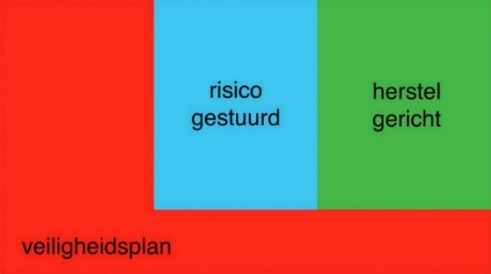 risico
gestuurd
herstel
gericht
veiligheidsplan